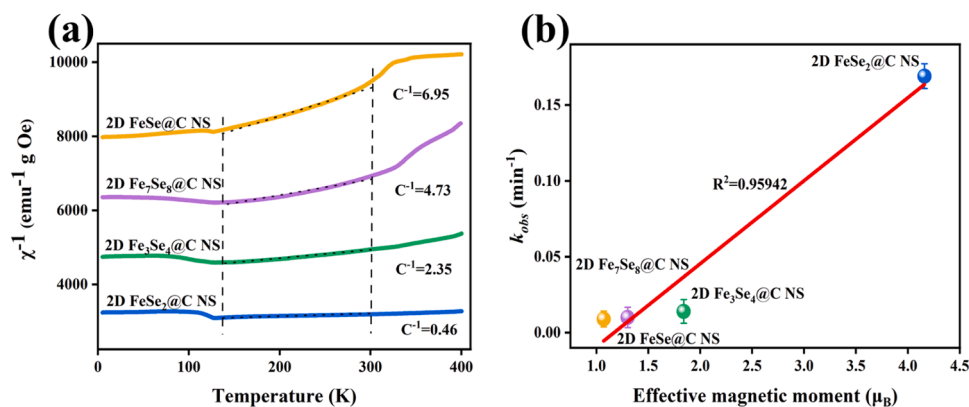 (a)
10000
8000
6000
4000
χ⁻¹ (emu⁻¹ g Oe)
2D FeSe@C NS
C⁻¹=6.95
2D Fe₇Se₈@C NS
C⁻¹=4.73
2D Fe₃Se₄@C NS
C⁻¹=2.35
2D FeSe₂@C NS
C⁻¹=0.46
0
100
200
300
400
Temperature (K)
(b)
0.15
0.10
0.05
0.00
k_obs (min⁻¹)
2D FeSe₂@C NS
R²=0.95942
2D Fe₇Se₈@C NS
2D Fe₃Se₄@C NS
2D FeSe@C NS
1.0
1.5
2.0
2.5
3.0
3.5
4.0
4.5
Effective magnetic moment (μ_B)